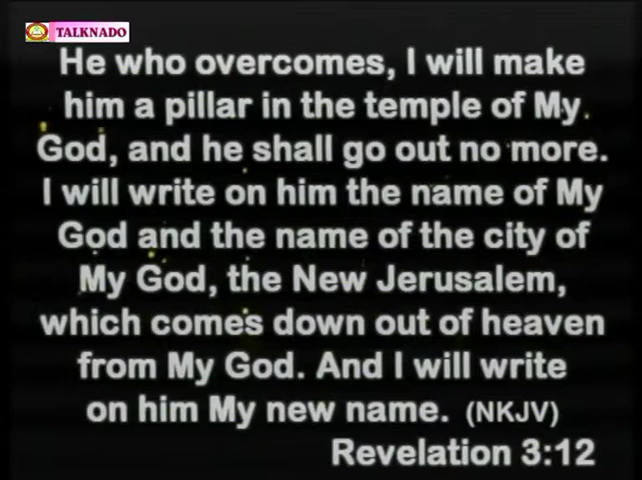 TALKNADO
He who overcomes, I will make
him a pillar in the temple of My
God, and he shall go out no more.
I will write on him the name of My
God and the name of the city of
My God, the New Jerusalem,
which comes down out of heaven
from My God. And I will write
on him My new name. (NKJV)
Revelation 3:12